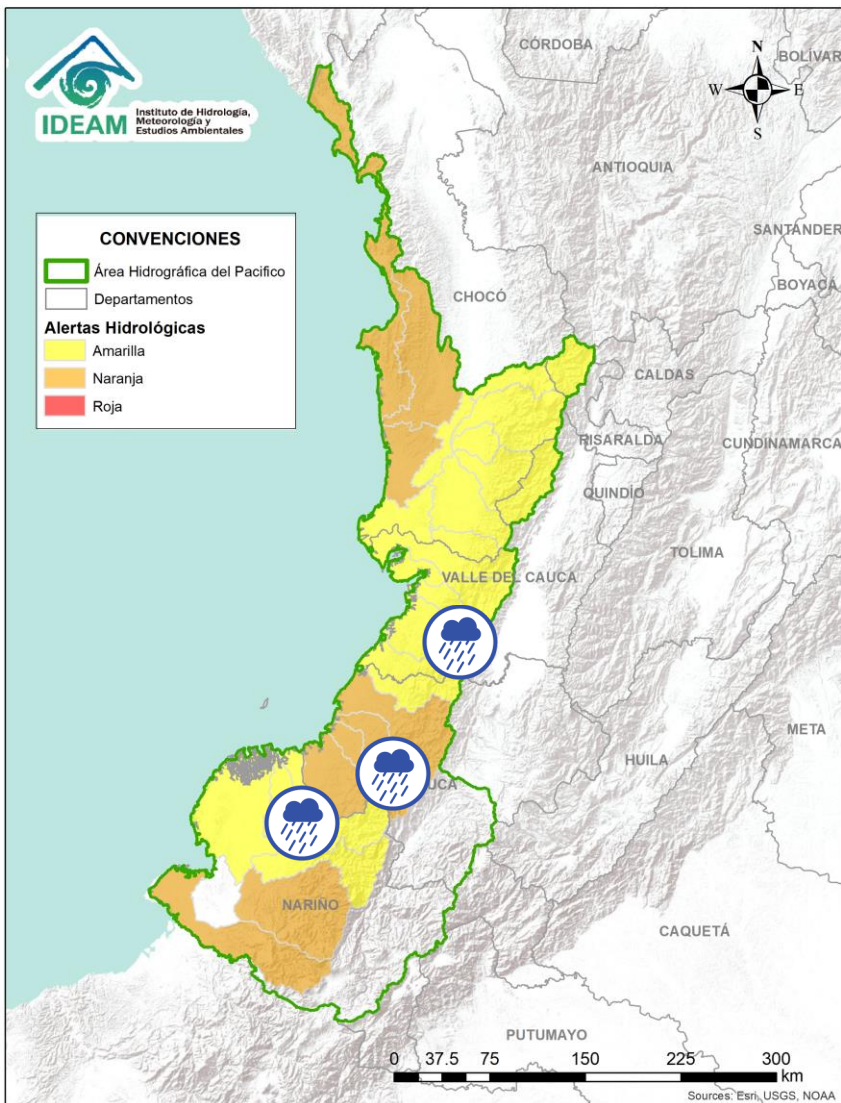 IDEAM
Instituto de Hidrología,
Meteorología y
Estudios Ambientales
CÓRDOBA
BOLÍVAR
N
W
E
S
ANTIOQUIA
SANTANDER
BOYACÁ
CONVENCIONES
Área Hidrográfica del Pacifico
Departamentos
Alertas Hidrológicas
Amarilla
Naranja
Roja
CHOCÓ
CALDAS
RISARALDA
CUNDINAMARCA
QUINDÍO
TOLIMA
VALLE DEL CAUCA
META
HUILA
UCA
NARIÑO
CAQUETÁ
PUTUMAYO
0 37.5 75 150 225 300
km
Sources: Esri, USGS, NOAA